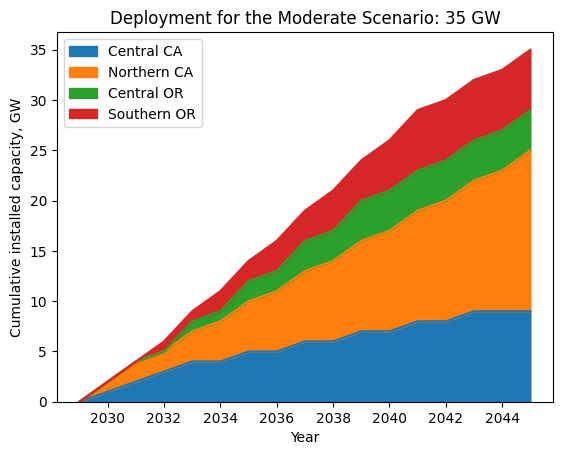 Deployment for the Moderate Scenario: 35 GW
Central CA
Northern CA
Central OR
Southern OR
Cumulative installed capacity, GW
35
30
25
20
15
10
5
0
2030 2032 2034 2036 2038 2040 2042 2044
Year